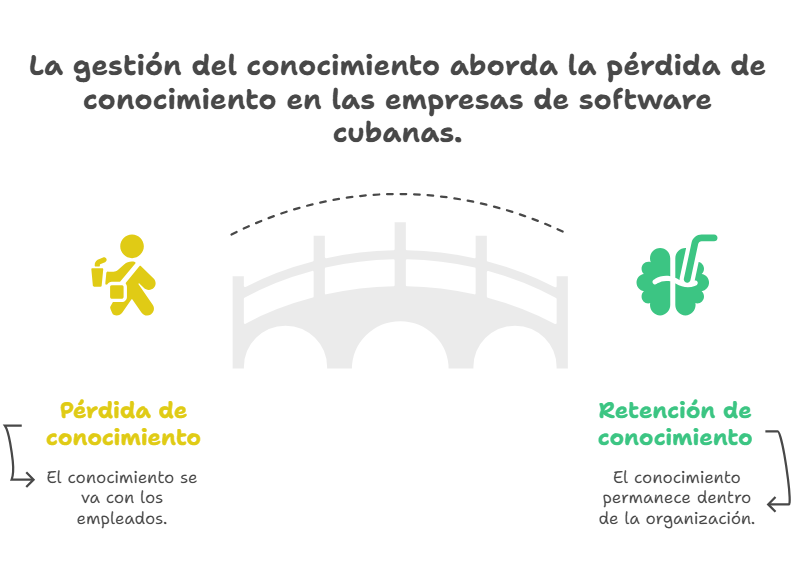 La gestión del conocimiento aborda la pérdida de
conocimiento en las empresas de software
cubanas.
Pérdida de
conocimiento
El conocimiento se
va con los
empleados.
Retención de
conocimiento
El conocimiento
permanece dentro
de la organización.